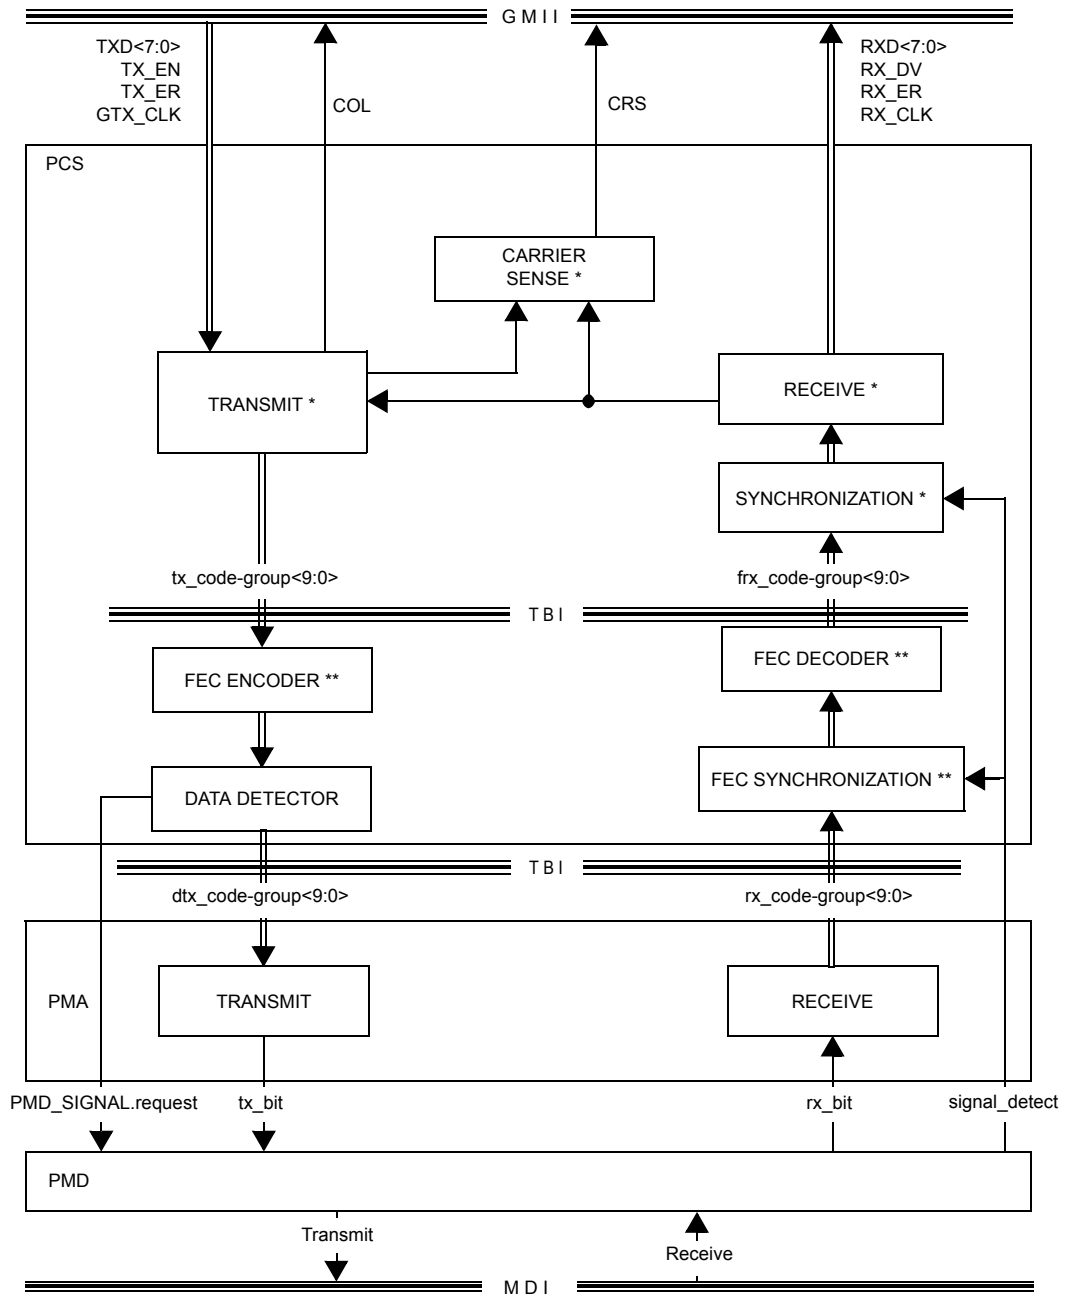 G M I I
TXD<7:0>
TX_EN
TX_ER
GTX_CLK
COL
CRS
RXD<7:0>
RX_DV
RX_ER
RX_CLK
PCS
CARRIER
SENSE *
TRANSMIT *
RECEIVE *
SYNCHRONIZATION *
tx_code-group<9:0>
frx_code-group<9:0>
T B I
FEC ENCODER **
FEC DECODER **
DATA DETECTOR
FEC SYNCHRONIZATION **
T B I
dtx_code-group<9:0>
rx_code-group<9:0>
PMA
TRANSMIT
RECEIVE
PMD_SIGNAL.request
tx_bit
rx_bit
signal_detect
PMD
Transmit
Receive
M D I